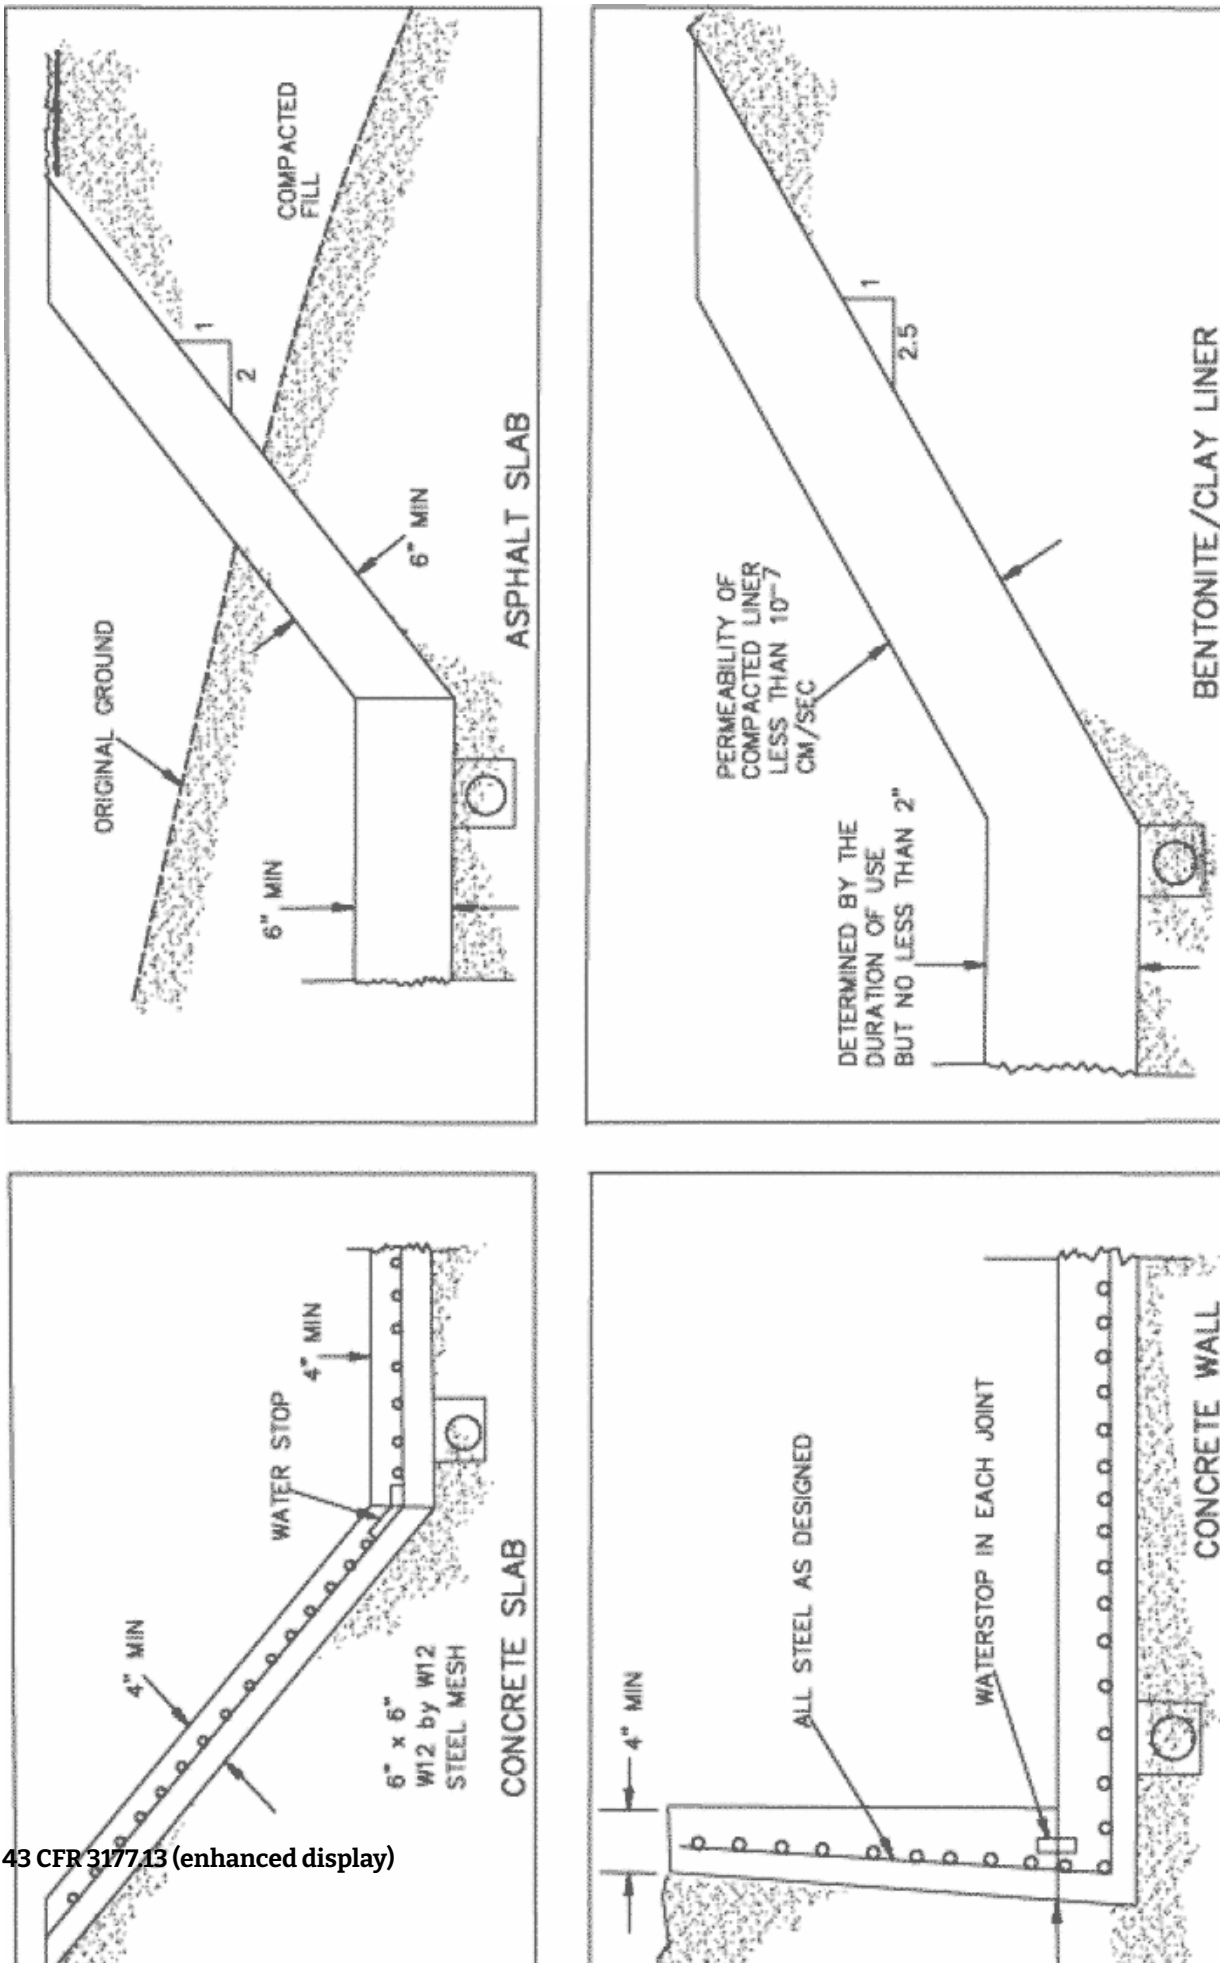 ORIGINAL GROUND
COMPACTED
FILL
1
2
6" MIN
6" MIN
ASPHALT SLAB
PERMEABILITY OF
COMPACTED LINER
LESS THAN 10-7
CM/SEC
DETERMINED BY THE
DURATION OF USE
BUT NO LESS THAN 2"
1
2.5
BENTONITE/CLAY LINER
4" MIN
WATER STOP
4" MIN
6" x 6"
W12 by W12
STEEL MESH
CONCRETE SLAB
4" MIN
ALL STEEL AS DESIGNED
WATERSTOP IN EACH JOINT
CONCRETE WALL
43 CFR 3177.13 (enhanced display)